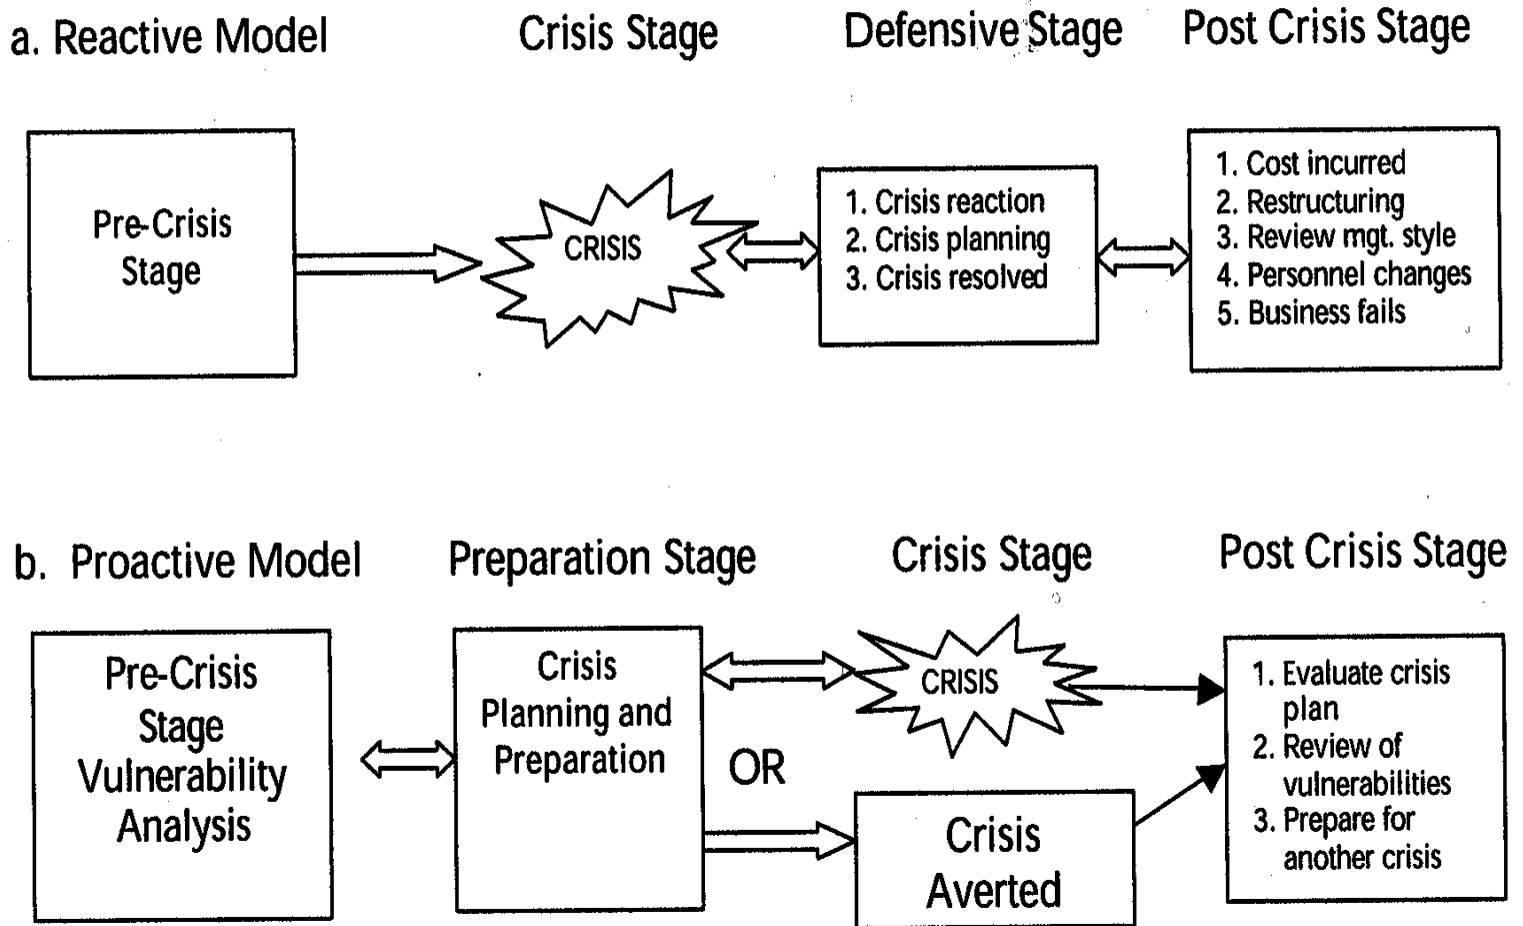 a. Reactive Model
Crisis Stage
Defensive Stage
Post Crisis Stage
Pre-Crisis
Stage
CRISIS
1. Crisis reaction
2. Crisis planning
3. Crisis resolved
1. Cost incurred
2. Restructuring
3. Review mgt. style
4. Personnel changes
5. Business fails
b. Proactive Model
Preparation Stage
Crisis Stage
Post Crisis Stage
Pre-Crisis
Stage
Vulnerability
Analysis
Crisis
Planning and
Preparation
OR
CRISIS
Crisis
Averted
1. Evaluate crisis
plan
2. Review of
vulnerabilities
3. Prepare for
another crisis